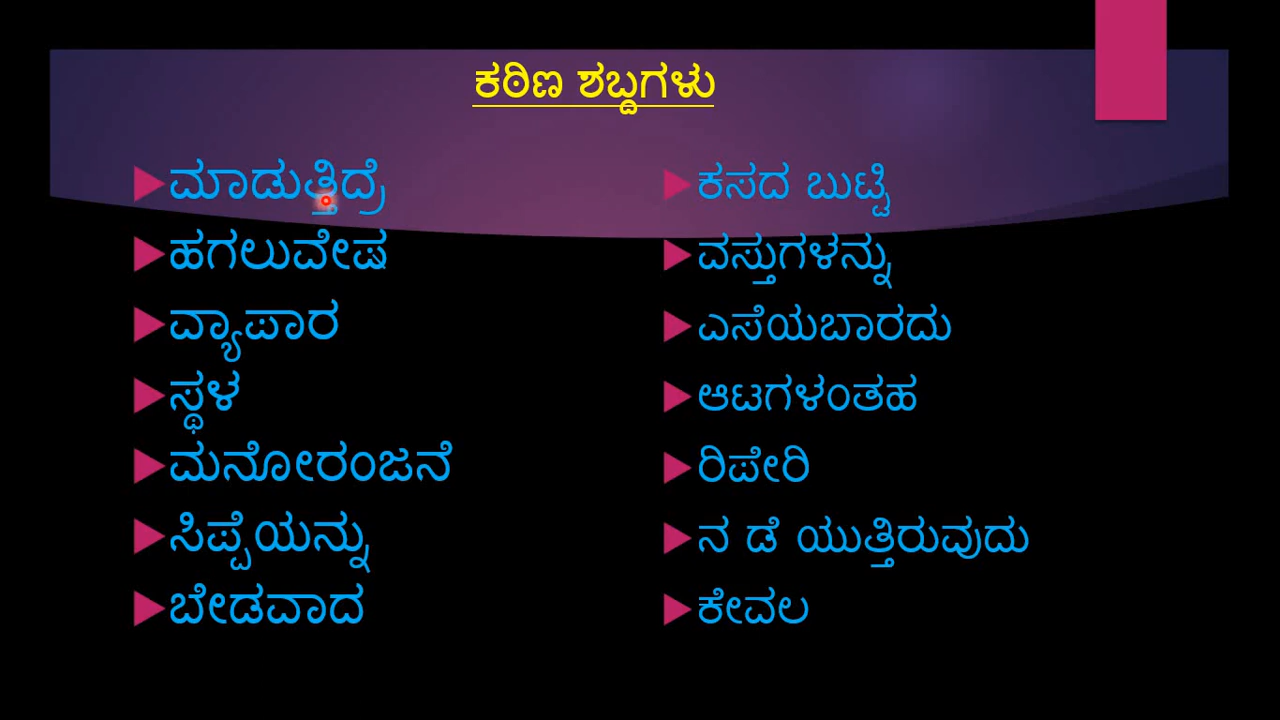 ಕಠಿಣ ಶಬ್ದಗಳು
ಮಾಡುತ್ತಿದ್ರೆ
ಹಗಲುವೇಷ
ವ್ಯಾಪಾರ
ಸ್ಥಳ
ಮನೋರಂಜನೆ
ಸಿಪ್ಪೆಯನ್ನು
ಬೇಡವಾದ
ಕಸದ ಬುಟ್ಟಿ
ವಸ್ತುಗಳನ್ನು
ಎಸೆಯಬಾರದು
ಆಟಗಳಂತಹ
ರಿಪೇರಿ
ನ ಡೆ ಯುತ್ತಿರುವುದು
ಕೇವಲ